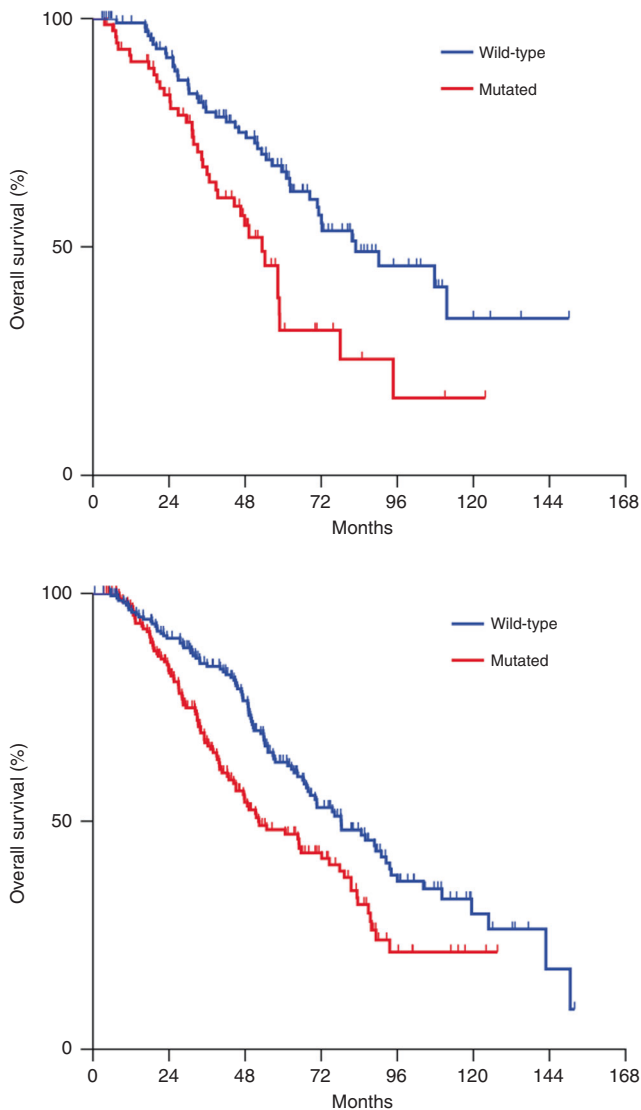 100
Wild-type
Mutated
Overall survival (%)
50
0
0 24 48 72 96 120 144 168
Months
100
Wild-type
Mutated
Overall survival (%)
50
0
0 24 48 72 96 120 144 168
Months